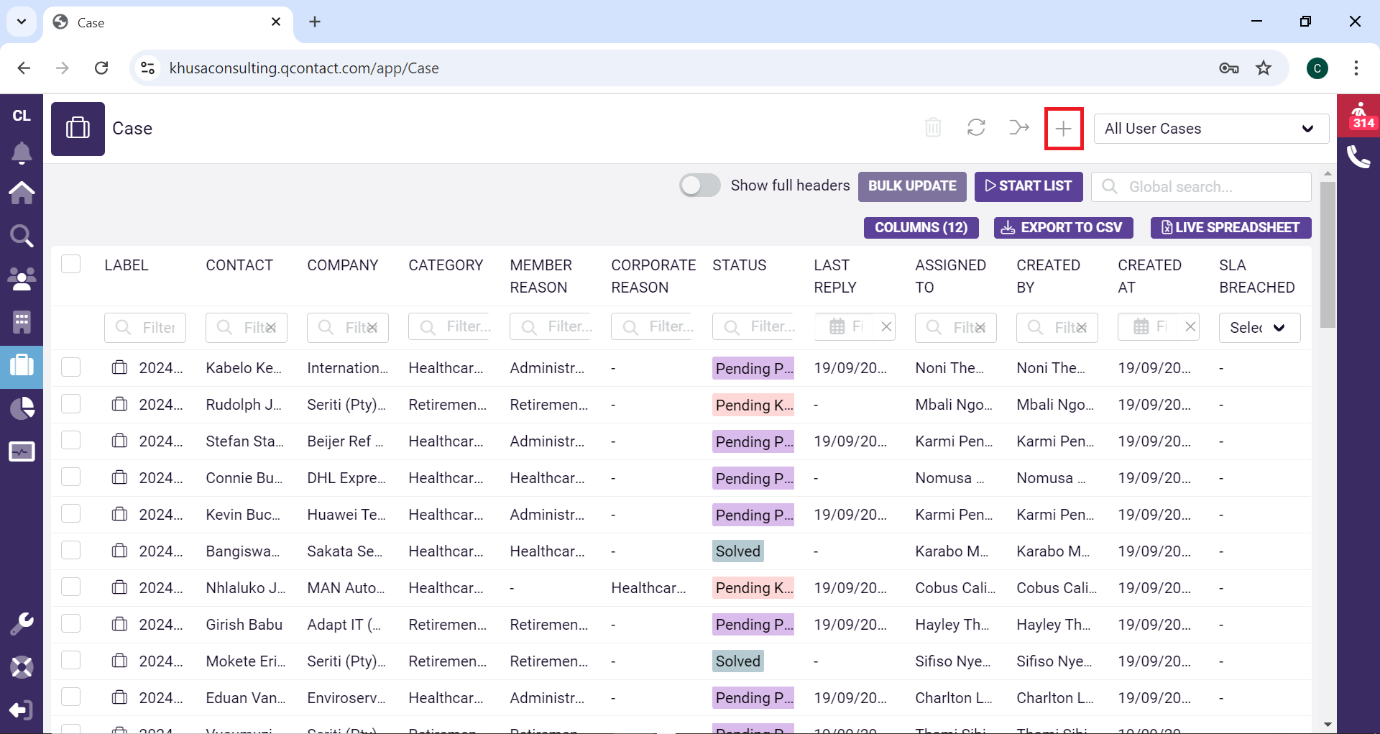 Case
khusaconsulting.qcontact.com/app/Case
C
CL
Case
All User Cases
314
Show full headers
BULK UPDATE
START LIST
Global search...
COLUMNS (12)
EXPORT TO CSV
LIVE SPREADSHEET
LABEL CONTACT COMPANY CATEGORY MEMBER REASON CORPORATE REASON STATUS LAST REPLY ASSIGNED TO CREATED BY CREATED AT SLA BREACHED
Filter Filte Filte Filter... Filter... Filter... Filter... Fi Filte Filte Fi Selec
2024... Kabelo Ke... Internation... Healthcar... Administr... - Pending P... 19/09/20... Noni The... Noni The... 19/09/20... -
2024... Rudolph J... Seriti (Pty)... Retiremen... Retiremen... - Pending K... - Mbali Ngo... Mbali Ngo... 19/09/20... -
2024... Stefan Sta... Beijer Ref ... Healthcar... Administr... - Pending P... 19/09/20... Karmi Pen... Karmi Pen... 19/09/20... -
2024... Connie Bu... DHL Expre... Healthcar... Healthcar... - Pending P... - Nomusa ... Nomusa ... 19/09/20... -
2024... Kevin Buc... Huawei Te... Healthcar... Administr... - Pending P... 19/09/20... Karmi Pen... Karmi Pen... 19/09/20... -
2024... Bangiswa... Sakata Se... Healthcar... Healthcar... - Solved - Karabo M... Karabo M... 19/09/20... -
2024... Nhlaluko J... MAN Auto... Healthcar... - Healthcar... Pending K... 19/09/20... Cobus Cali... Cobus Cali... 19/09/20... -
2024... Girish Babu Adapt IT (... Retiremen... Retiremen... - Pending P... 19/09/20... Hayley Th... Hayley Th... 19/09/20... -
2024... Mokete Eri... Seriti (Pty)... Retiremen... Retiremen... - Solved - Sifiso Nye... Sifiso Nye... 19/09/20... -
2024... Eduan Van... Enviroserv... Healthcar... Administr... - Pending P... 19/09/20... Charlton L... Charlton L... 19/09/20... -